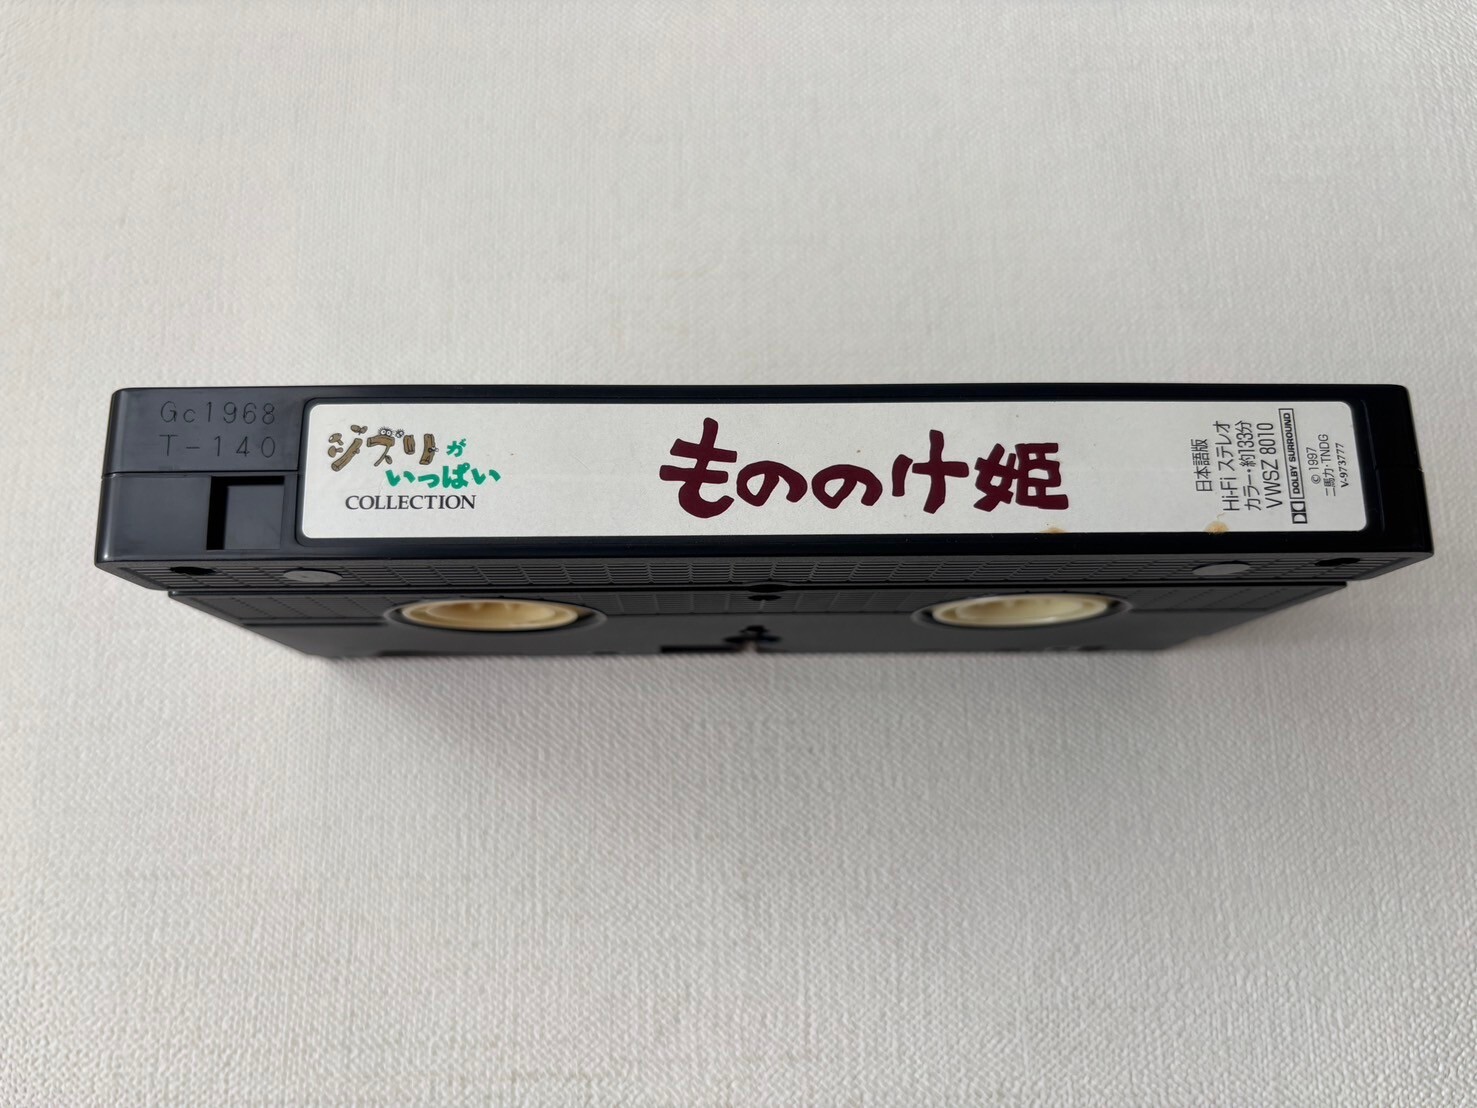 Gc1968
T-140
ジブリが
いっぱい
COLLECTION
もののけ姫
日本語版
Hi-Fi ステレオ
カラー・約133分
VWSZ 8010
DOLBY SURROUND
© 1997
二馬力・TNDG
V-973777